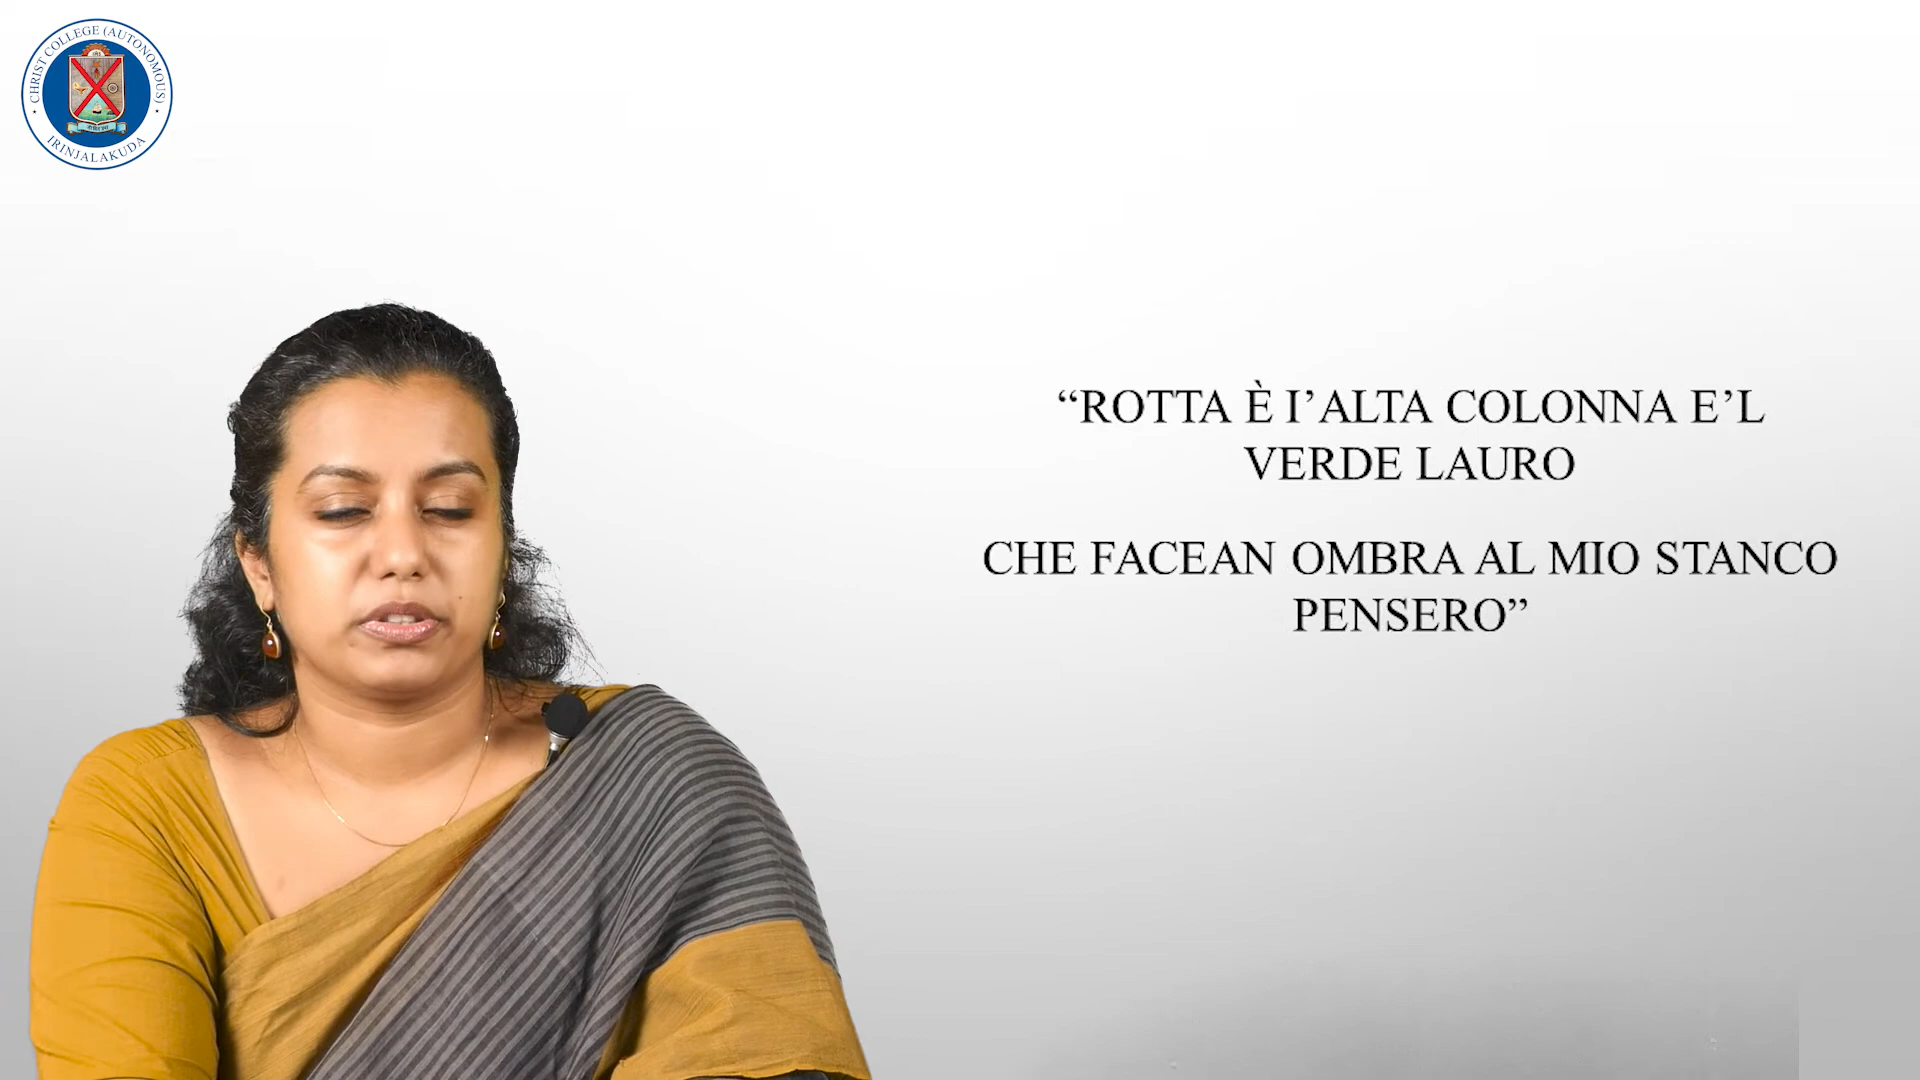 CHRIST COLLEGE (AUTONOMOUS)
IRINJALAKUDA
“ROTTA È I’ALTA COLONNA E’L
VERDE LAURO
CHE FACEAN OMBRA AL MIO STANCO
PENSERO”